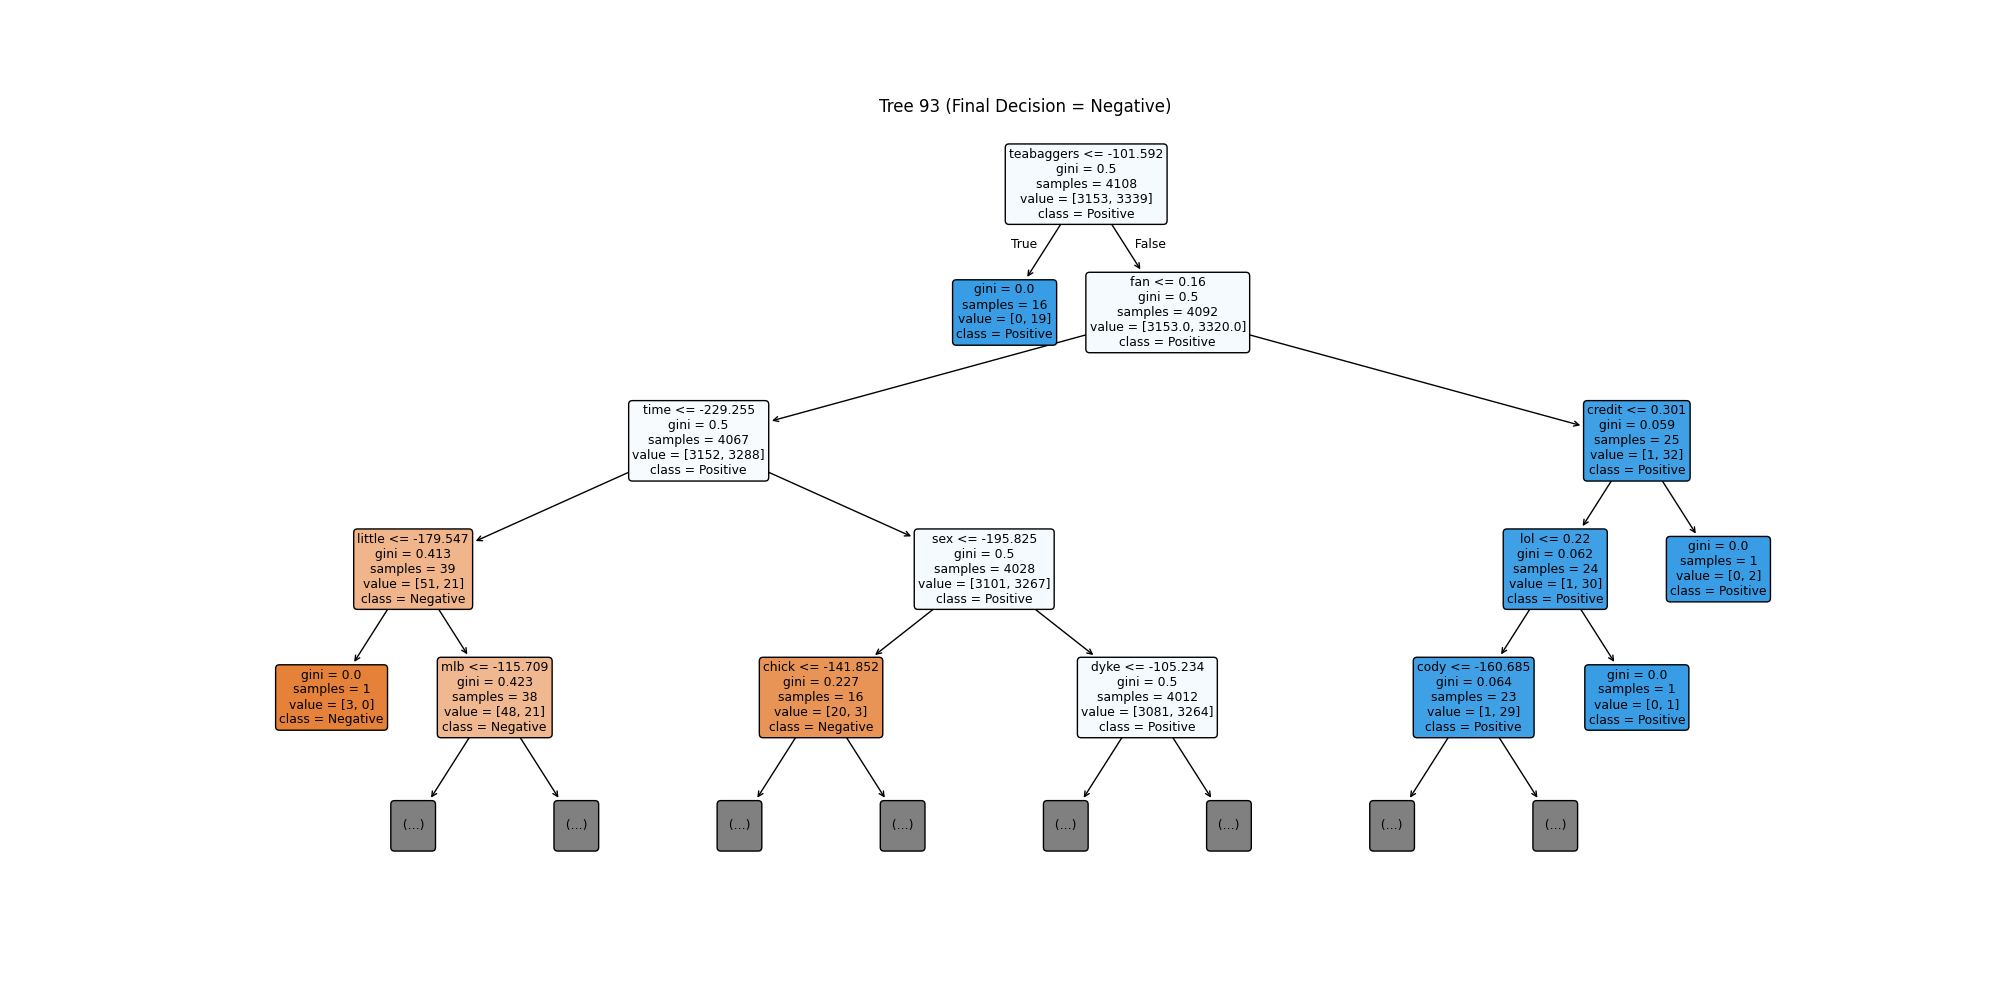 Tree 93 (Final Decision = Negative)
teabaggers <= -101.592
gini = 0.5
samples = 4108
value = [3153, 3339]
class = Positive
True
False
gini = 0.0
samples = 16
value = [0, 19]
class = Positive
fan <= 0.16
gini = 0.5
samples = 4092
value = [3153.0, 3320.0]
class = Positive
time <= -229.255
gini = 0.5
samples = 4067
value = [3152, 3288]
class = Positive
credit <= 0.301
gini = 0.059
samples = 25
value = [1, 32]
class = Positive
little <= -179.547
gini = 0.413
samples = 39
value = [51, 21]
class = Negative
sex <= -195.825
gini = 0.5
samples = 4028
value = [3101, 3267]
class = Positive
lol <= 0.22
gini = 0.062
samples = 24
value = [1, 30]
class = Positive
gini = 0.0
samples = 1
value = [0, 2]
class = Positive
gini = 0.0
samples = 1
value = [3, 0]
class = Negative
mlb <= -115.709
gini = 0.423
samples = 38
value = [48, 21]
class = Negative
chick <= -141.852
gini = 0.227
samples = 16
value = [20, 3]
class = Negative
dyke <= -105.234
gini = 0.5
samples = 4012
value = [3081, 3264]
class = Positive
cody <= -160.685
gini = 0.064
samples = 23
value = [1, 29]
class = Positive
gini = 0.0
samples = 1
value = [0, 1]
class = Positive
(...)
(...)
(...)
(...)
(...)
(...)
(...)
(...)